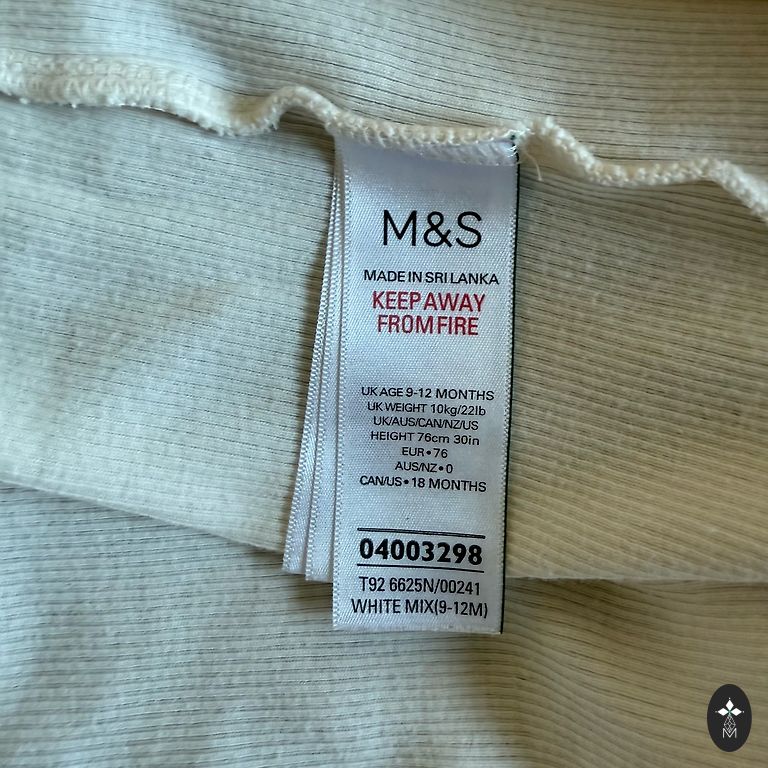 M&S
MADE IN SRI LANKA
KEEP AWAY
FROM FIRE
UK AGE 9-12 MONTHS
UK WEIGHT 10kg/22lb
UK/AUS/CAN/NZ/US
HEIGHT 76cm 30in
EUR•76
AUS/NZ•0
CAN/US•18 MONTHS
04003298
T92 6625N/00241
WHITE MIX(9-12M)
M